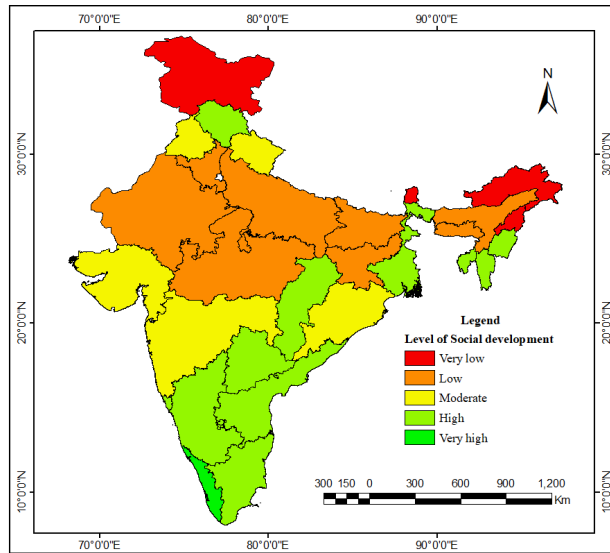 70°0'0"E 80°0'0"E 90°0'0"E
N
30°0'0"N 30°0'0"N
20°0'0"N 20°0'0"N
10°0'0"N 10°0'0"N
Legend
Level of Social development
Very low
Low
Moderate
High
Very high
300 150 0 300 600 900 1,200
Km
70°0'0"E 80°0'0"E 90°0'0"E